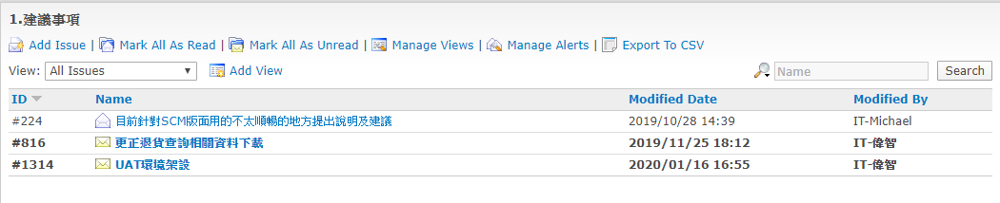 1.建議事項
Add Issue | Mark All As Read | Mark All As Unread | Manage Views | Manage Alerts | Export To CSV
View: All Issues Add View Name Search
ID Name Modified Date Modified By
#224 目前針對SCM版面用的不太順暢的地方提出說明及建議 2019/10/28 14:39 IT-Michael
#816 更正退貨查詢相關資料下載 2019/11/25 18:12 IT-偉智
#1314 UAT環境架設 2020/01/16 16:55 IT-偉智